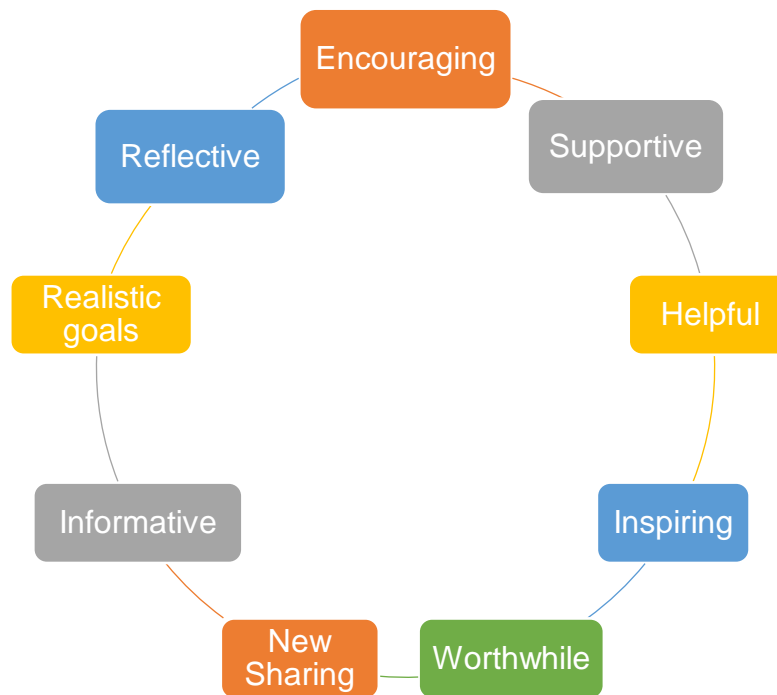 Encouraging
Supportive
Helpful
Inspiring
Worthwhile
New
Sharing
Informative
Realistic
goals
Reflective